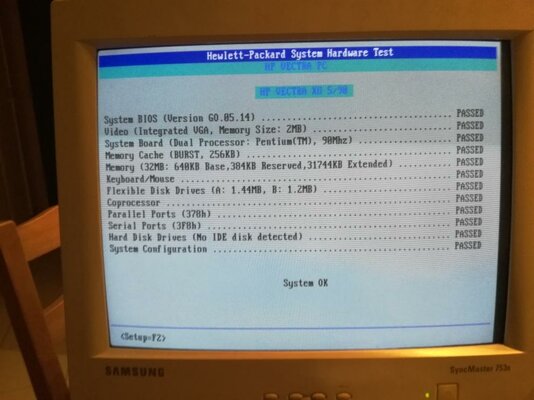 Hewlett-Packard System Hardware Test
HP VECTRA PC
HP VECTRA XU 5/90
System BIOS (Version G0.05.14) ........ PASSED
Video (Integrated VGA, Memory Size: 2MB) ........ PASSED
System Board (Dual Processor: Pentium(TM), 90Mhz) ........ PASSED
Memory Cache (BURST, 256KB) ........ PASSED
Memory (32MB: 640KB Base,384KB Reserved,31744KB Extended) ........ PASSED
Keyboard/Mouse ........ PASSED
Flexible Disk Drives (A: 1.44MB, B: 1.2MB) ........ PASSED
Coprocessor ........ PASSED
Parallel Ports (378h) ........ PASSED
Serial Ports (3F8h) ........ PASSED
Hard Disk Drives (No IDE disk detected) ........ PASSED
System Configuration ........ PASSED
System OK
<Setup=F2>
SAMSUNG
SyncMaster 753s